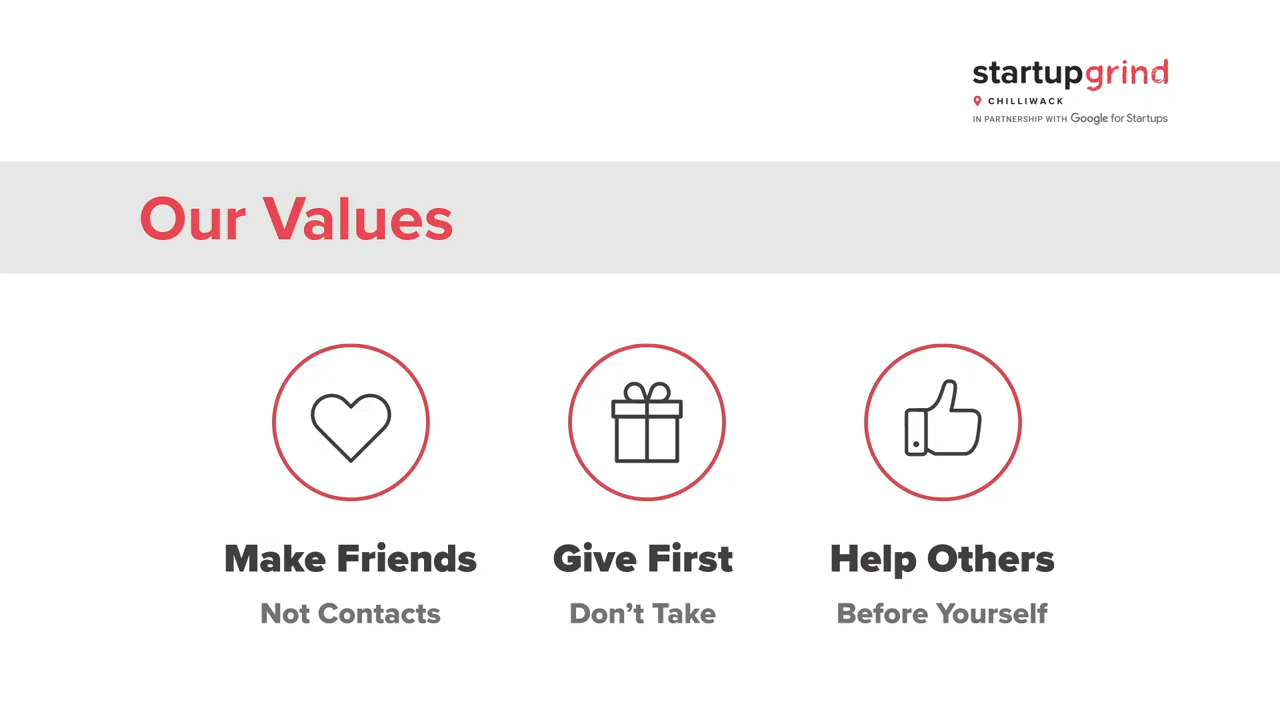 startupgrind
CHILLIWACK
IN PARTNERSHIP WITH Google for Startups
Our Values
Make Friends
Not Contacts
Give First
Don’t Take
Help Others
Before Yourself